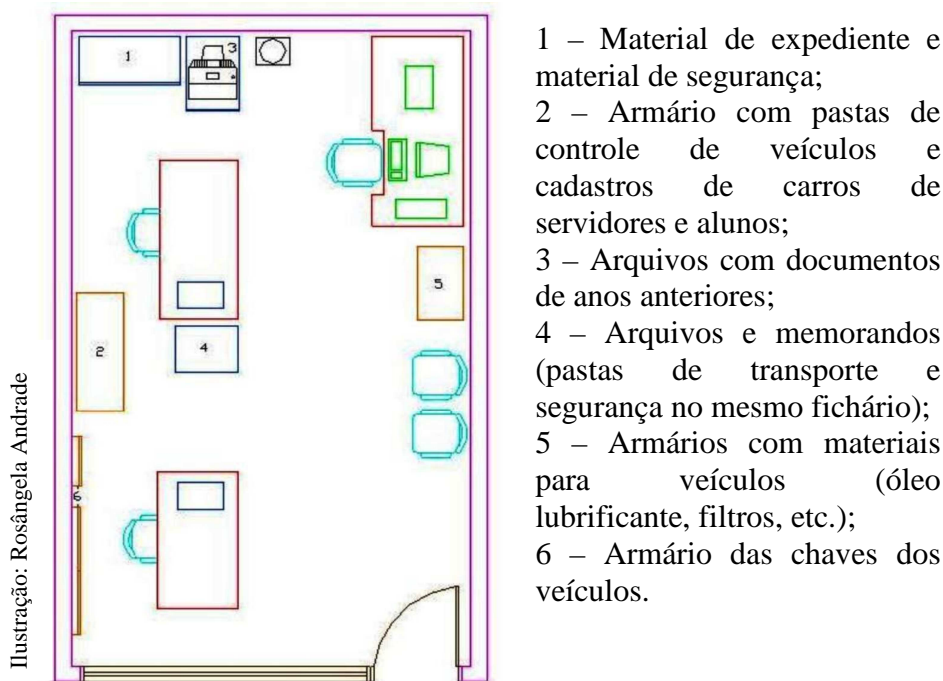 1
3
5
2
4
6
Ilustração: Rosângela Andrade
1 – Material de expediente e
material de segurança;
2 – Armário com pastas de
controle de veículos e
cadastros de carros de
servidores e alunos;
3 – Arquivos com documentos
de anos anteriores;
4 – Arquivos e memorandos
(pastas de transporte e
segurança no mesmo fichário);
5 – Armários com materiais
para veículos (óleo
lubrificante, filtros, etc.);
6 – Armário das chaves dos
veículos.